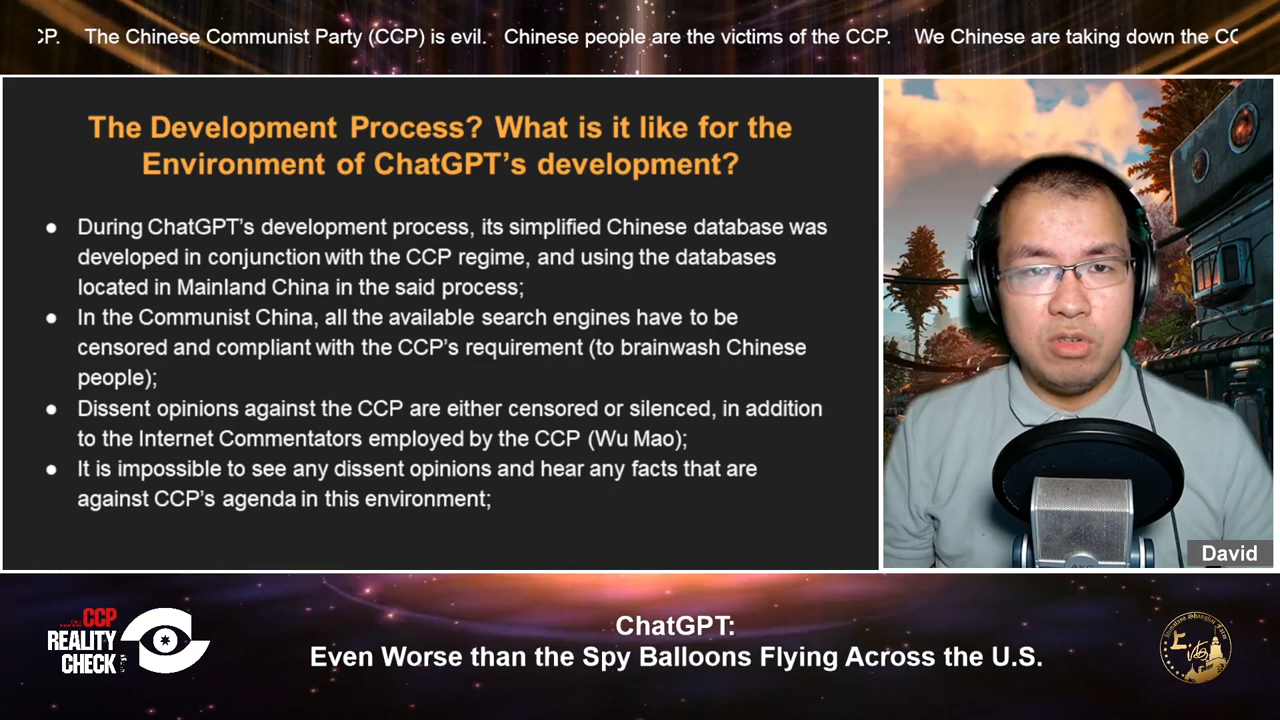 CP. The Chinese Communist Party (CCP) is evil. Chinese people are the victims of the CCP. We Chinese are taking down the CC
The Development Process? What is it like for the
Environment of ChatGPT's development?
● During ChatGPT's development process, its simplified Chinese database was
developed in conjunction with the CCP regime, and using the databases
located in Mainland China in the said process;
● In the Communist China, all the available search engines have to be
censored and compliant with the CCP's requirement (to brainwash Chinese
people);
● Dissent opinions against the CCP are either censored or silenced, in addition
to the Internet Commentators employed by the CCP (Wu Mao);
● It is impossible to see any dissent opinions and hear any facts that are
against CCP's agenda in this environment;
David
CCP
REALITY
CHECK
ChatGPT:
Even Worse than the Spy Balloons Flying Across the U.S.